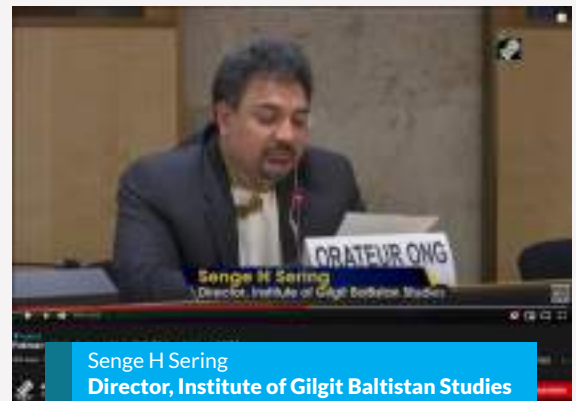 ORATEUR ONG
Senge H Sering
Director, Institute of Gilgit Baltistan Studies
Senge H Sering
Director, Institute of Gilgit Baltistan Studies